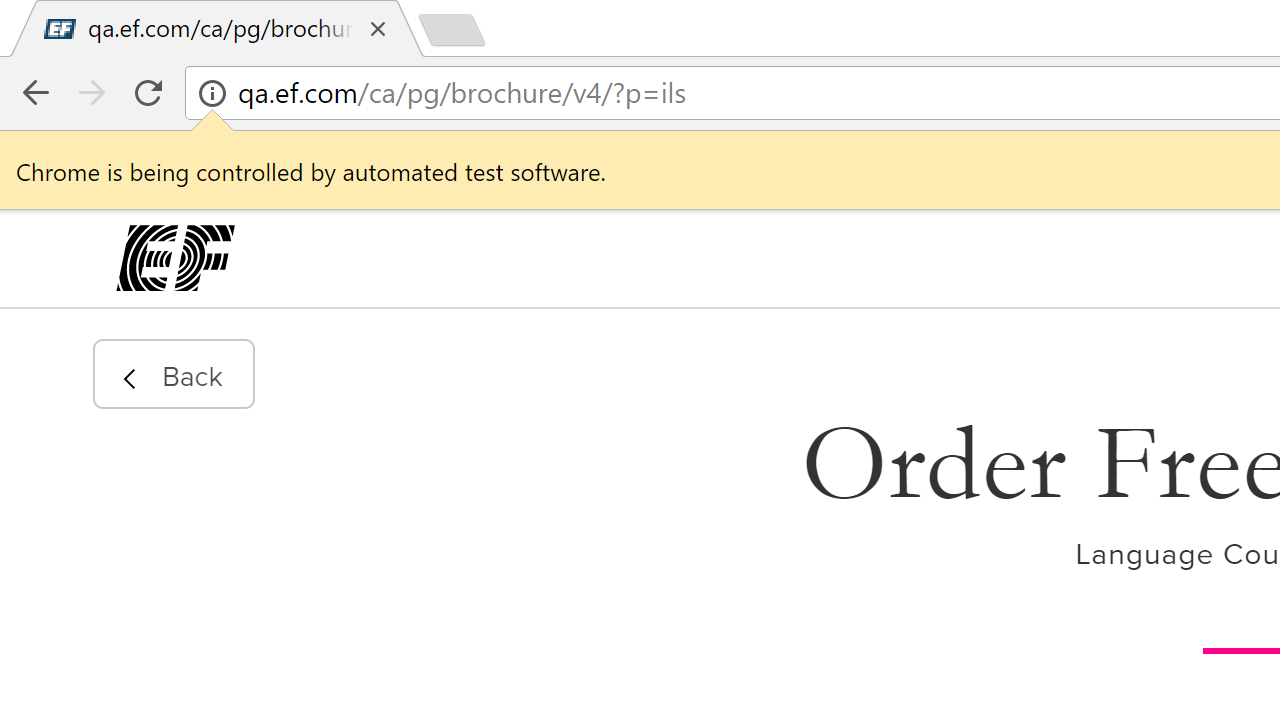 EF qa.ef.com/ca/pg/brochur
qa.ef.com/ca/pg/brochure/v4/?p=ils
Chrome is being controlled by automated test software.
EF
Back
Order Free
Language Cou